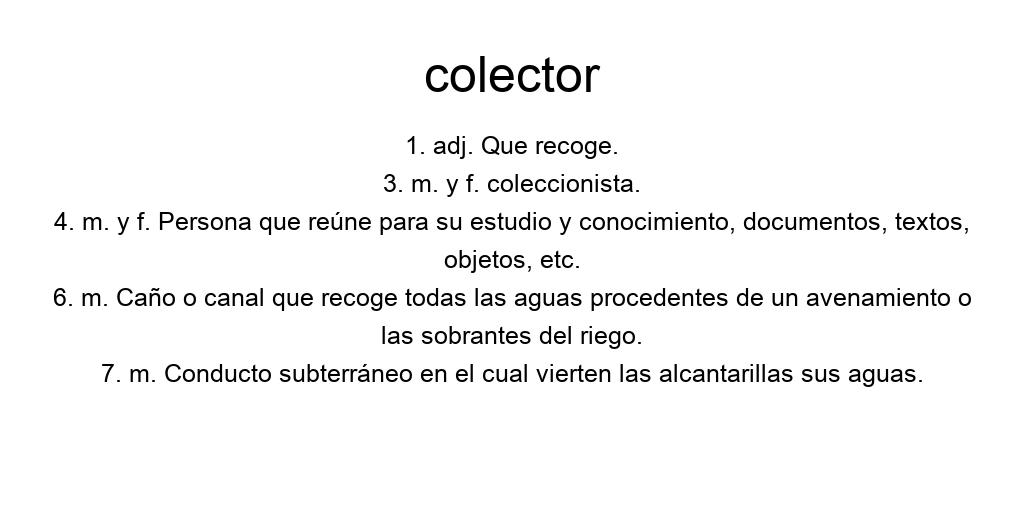 colector
1. adj. Que recoge.
3. m. y f. coleccionista.
4. m. y f. Persona que reúne para su estudio y conocimiento, documentos, textos,
objetos, etc.
6. m. Caño o canal que recoge todas las aguas procedentes de un avenamiento o
las sobrantes del riego.
7. m. Conducto subterráneo en el cual vierten las alcantarillas sus aguas.